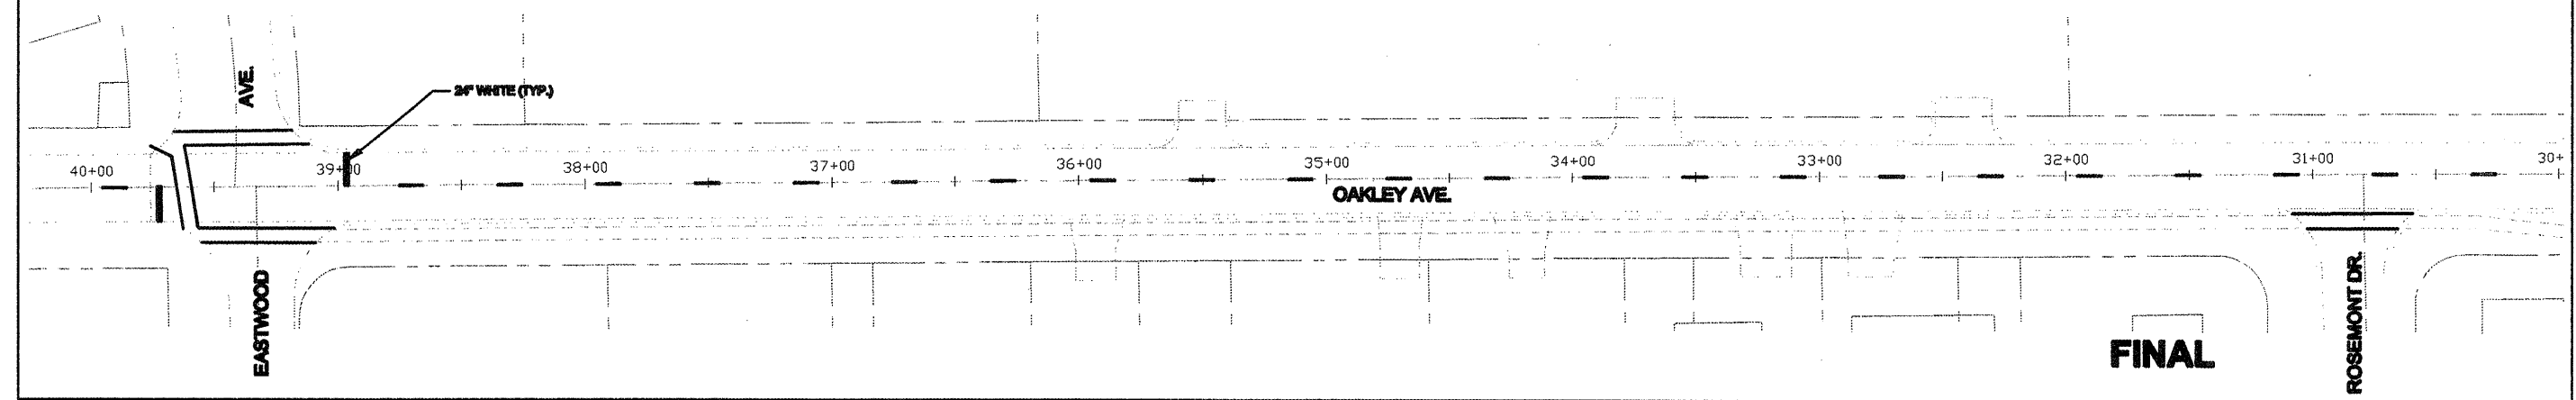 AVE.
24" WHITE (TYP.)
40+00
39+00
38+00
37+00
36+00
35+00
34+00
33+00
32+00
31+00
30+
OAKLEY AVE.
EASTWOOD
ROSEMONT DR.
FINAL